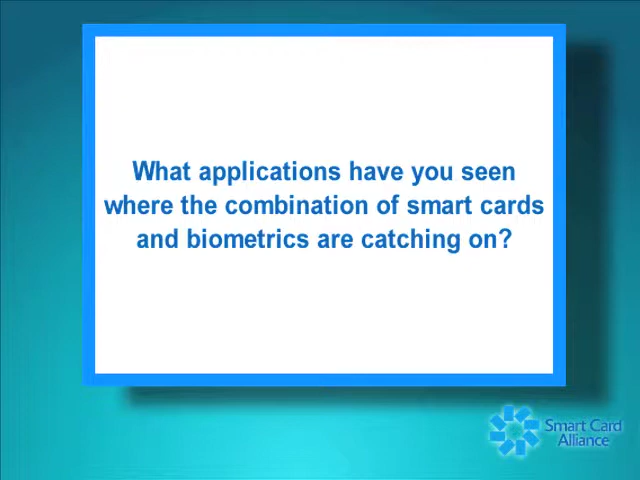 What applications have you seen
where the combination of smart cards
and biometrics are catching on?
Smart Card
Alliance